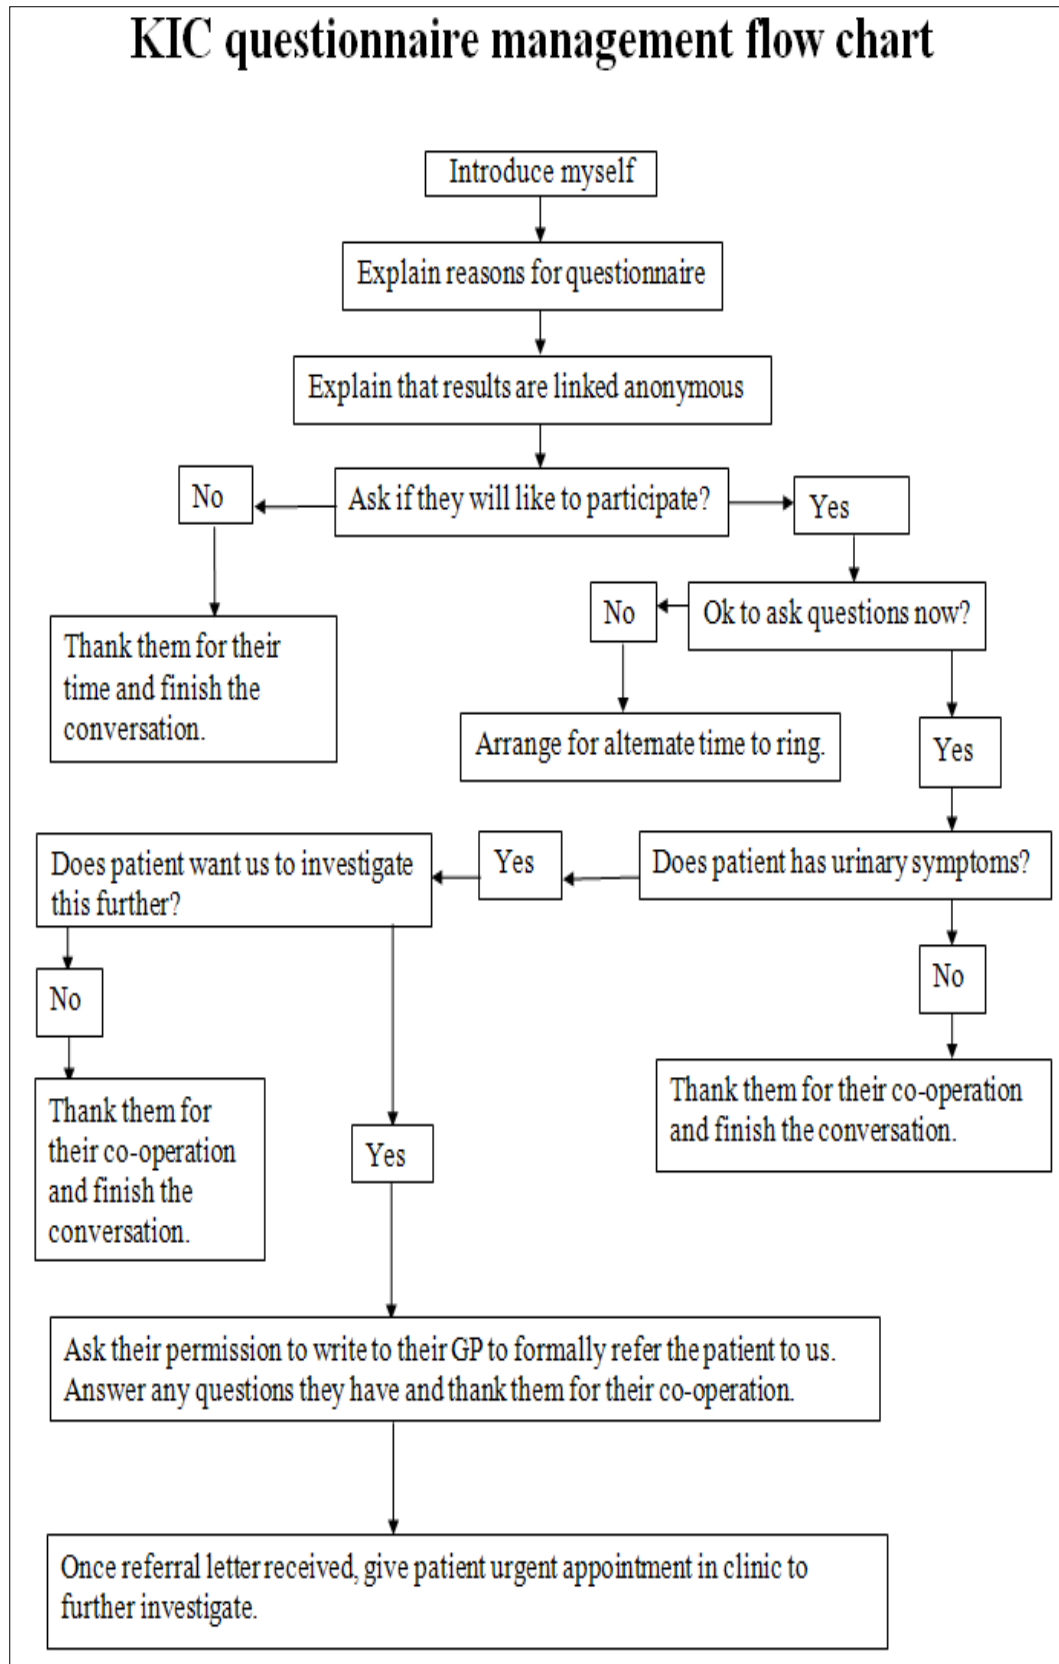 KIC questionnaire management flow chart
Introduce myself
Explain reasons for questionnaire
Explain that results are linked anonymous
No
Ask if they will like to participate?
Yes
No
Ok to ask questions now?
Thank them for their
time and finish the
conversation.
Arrange for alternate time to ring.
Yes
Does patient want us to investigate
this further?
Yes
Does patient has urinary symptoms?
No
No
Thank them for
their co-operation
and finish the
conversation.
Yes
Thank them for their co-operation
and finish the conversation.
Ask their permission to write to their GP to formally refer the patient to us.
Answer any questions they have and thank them for their co-operation.
Once referral letter received, give patient urgent appointment in clinic to
further investigate.